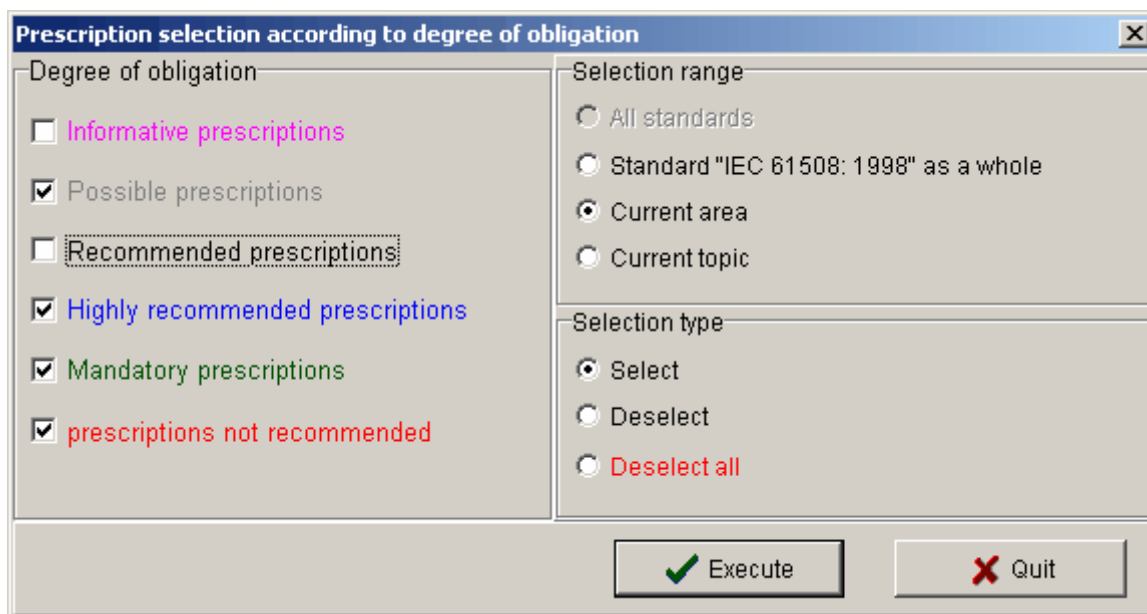 Prescription selection according to degree of obligation
Degree of obligation
Informative prescriptions
Possible prescriptions
Recommended prescriptions
Highly recommended prescriptions
Mandatory prescriptions
prescriptions not recommended
Selection range
All standards
Standard "IEC 61508: 1998" as a whole
Current area
Current topic
Selection type
Select
Deselect
Deselect all
Execute
Quit